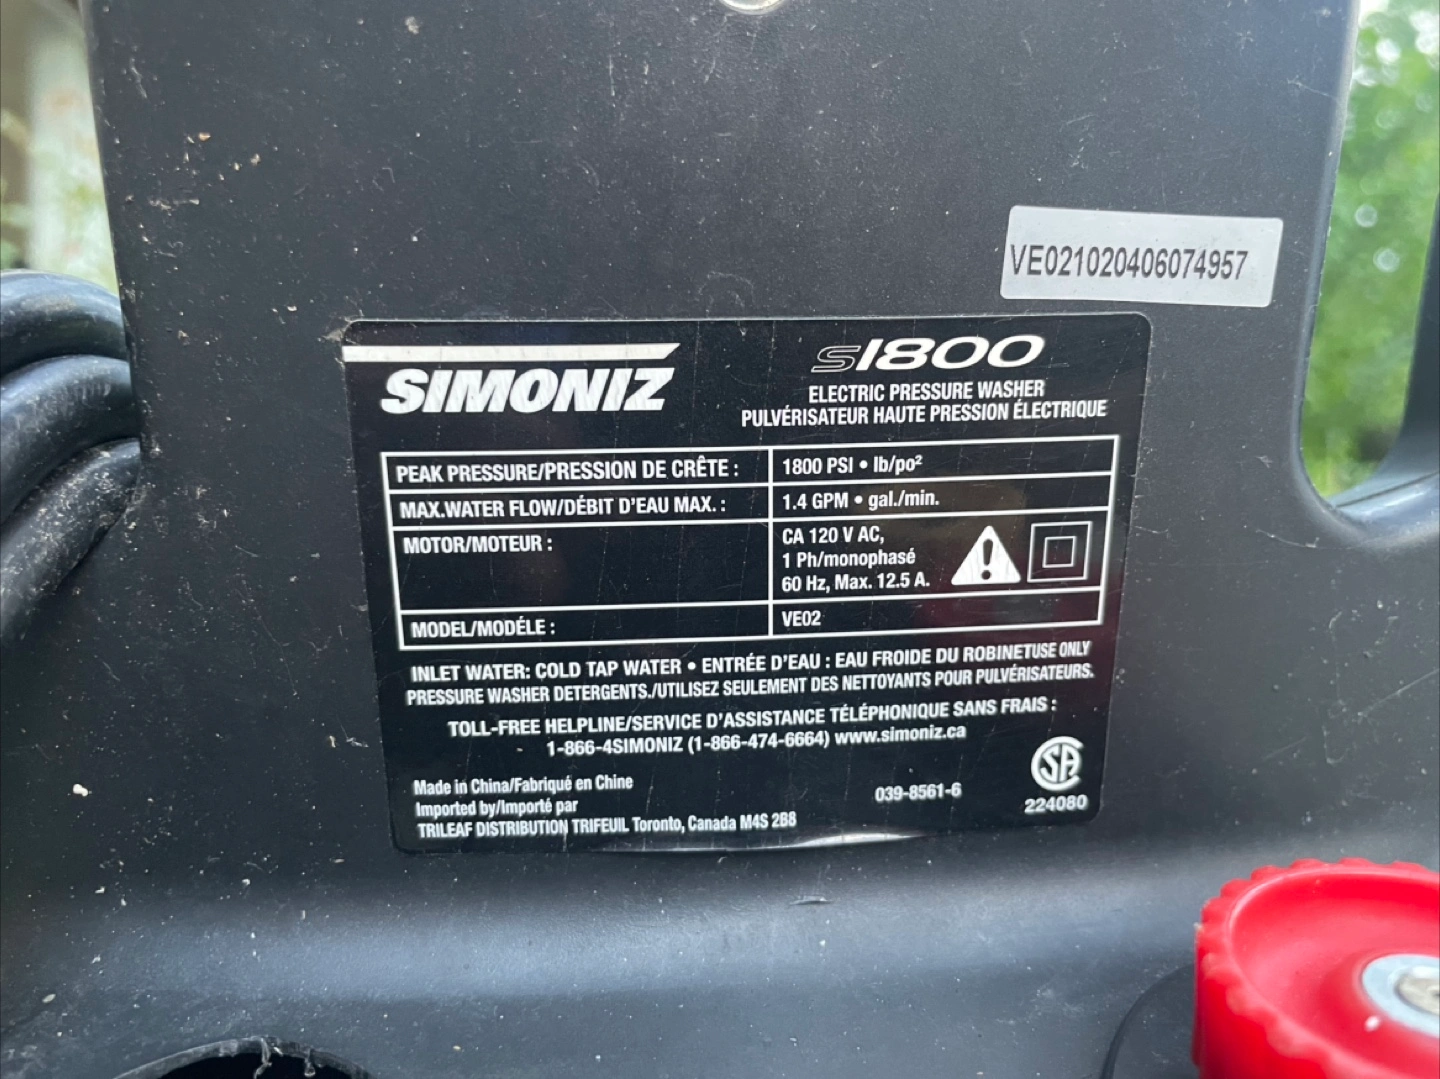 VE021020406074957
SIMONIZ
S1800
ELECTRIC PRESSURE WASHER
PULVÉRISATEUR HAUTE PRESSION ÉLECTRIQUE
PEAK PRESSURE/PRESSION DE CRÊTE : 1800 PSI • lb/po²
MAX.WATER FLOW/DÉBIT D'EAU MAX. : 1.4 GPM • gal./min.
MOTOR/MOTEUR : CA 120 V AC,
1 Ph/monophasé
60 Hz, Max. 12.5 A.
MODEL/MODÉLE : VE02
INLET WATER: COLD TAP WATER • ENTRÉE D'EAU : EAU FROIDE DU ROBINETUSE ONLY
PRESSURE WASHER DETERGENTS./UTILISEZ SEULEMENT DES NETTOYANTS POUR PULVÉRISATEURS.
TOLL-FREE HELPLINE/SERVICE D'ASSISTANCE TÉLÉPHONIQUE SANS FRAIS :
1-866-4SIMONIZ (1-866-474-6664) www.simoniz.ca
Made in China/Fabriqué en Chine
Imported by/Importé par
TRILEAF DISTRIBUTION TRIFEUIL Toronto, Canada M4S 2B8
039-8561-6
SA
224080